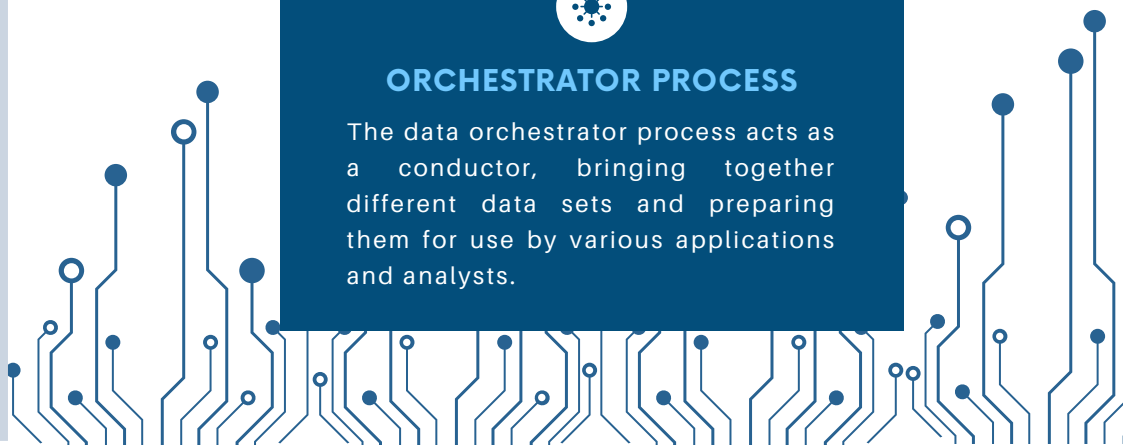 ORCHESTRATOR PROCESS
The data orchestrator process acts as
a conductor, bringing together
different data sets and preparing
them for use by various applications
and analysts.